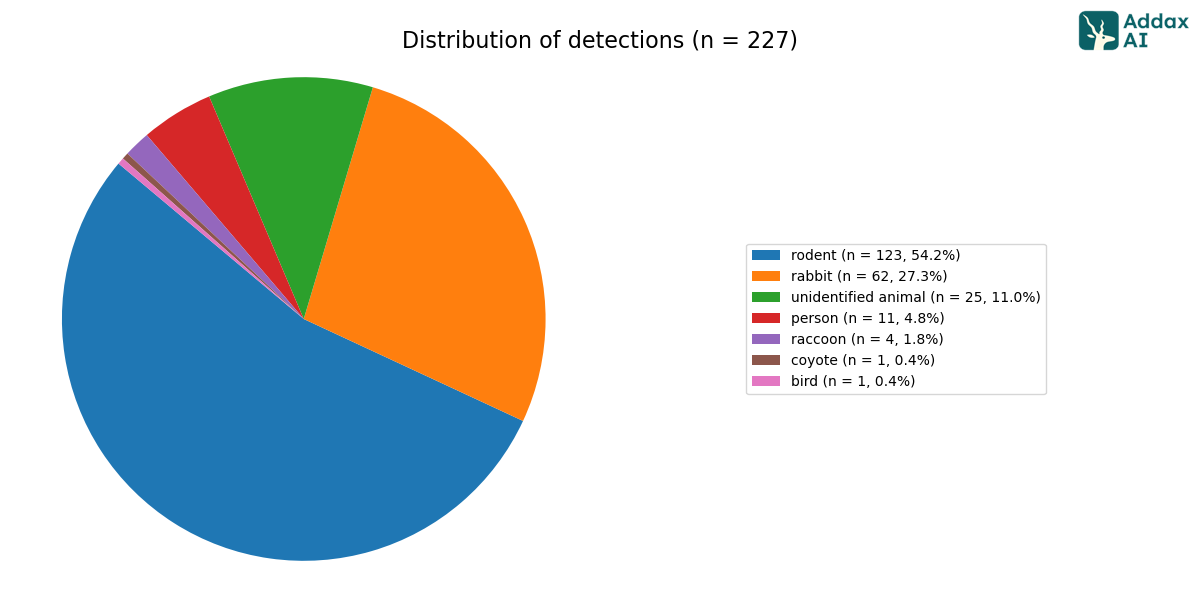 Addax
AI
Distribution of detections (n = 227)
rodent (n = 123, 54.2%)
rabbit (n = 62, 27.3%)
unidentified animal (n = 25, 11.0%)
person (n = 11, 4.8%)
raccoon (n = 4, 1.8%)
coyote (n = 1, 0.4%)
bird (n = 1, 0.4%)